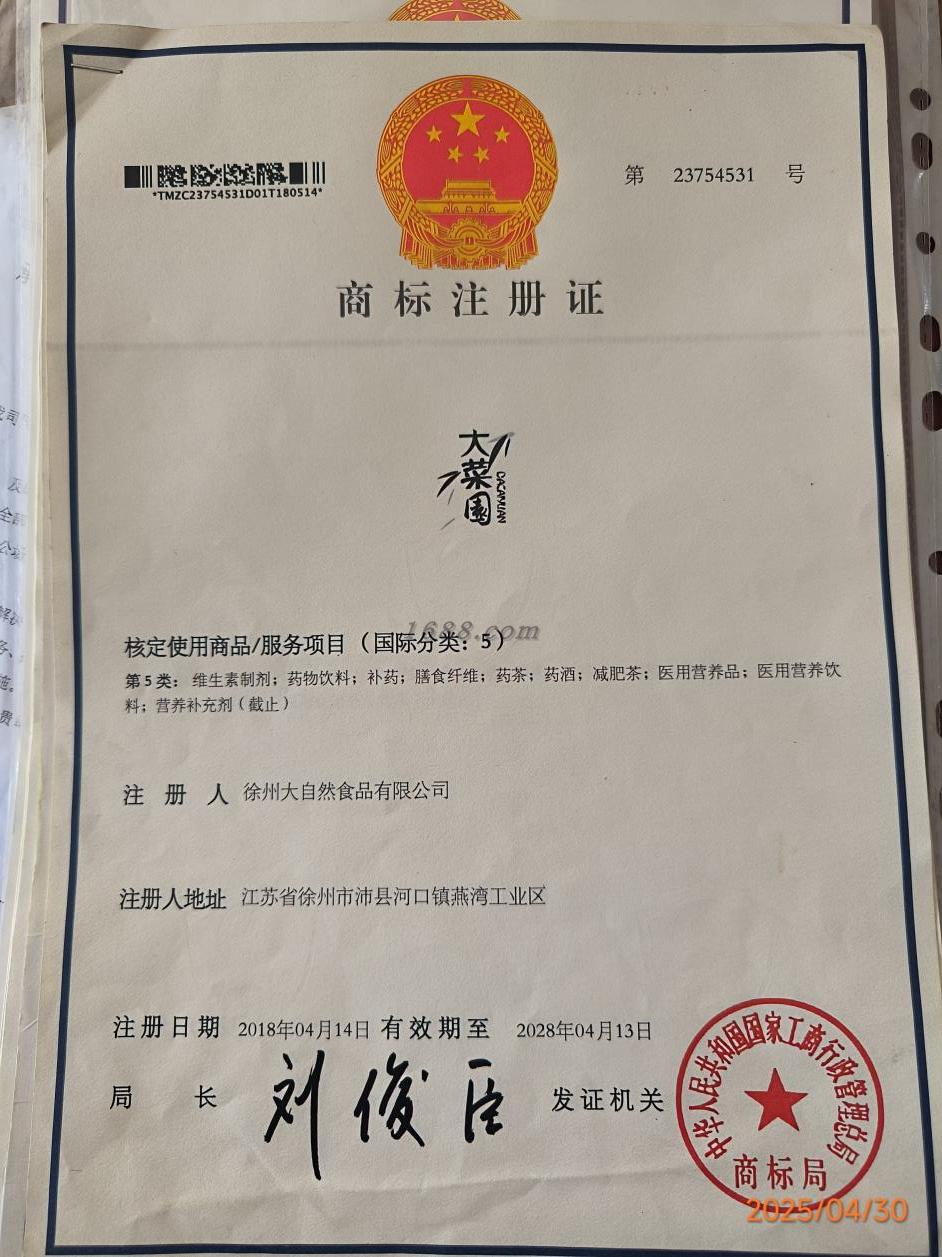 *TMZC23754531D01T180514*
第 23754531 号
商标注册证
大菜园
DACAIYUAN
1688.com
核定使用商品/服务项目（国际分类：5）
第5类：维生素制剂；药物饮料；补药；膳食纤维；药茶；药酒；减肥茶；医用营养品；医用营养饮
料；营养补充剂（截止）
注册人 徐州大自然食品有限公司
注册人地址 江苏省徐州市沛县河口镇燕湾工业区
注册日期 2018年04月14日 有效期至 2028年04月13日
局长 刘俊臣 发证机关
中华人民共和国国家工商行政管理总局
商标局
2025/04/30